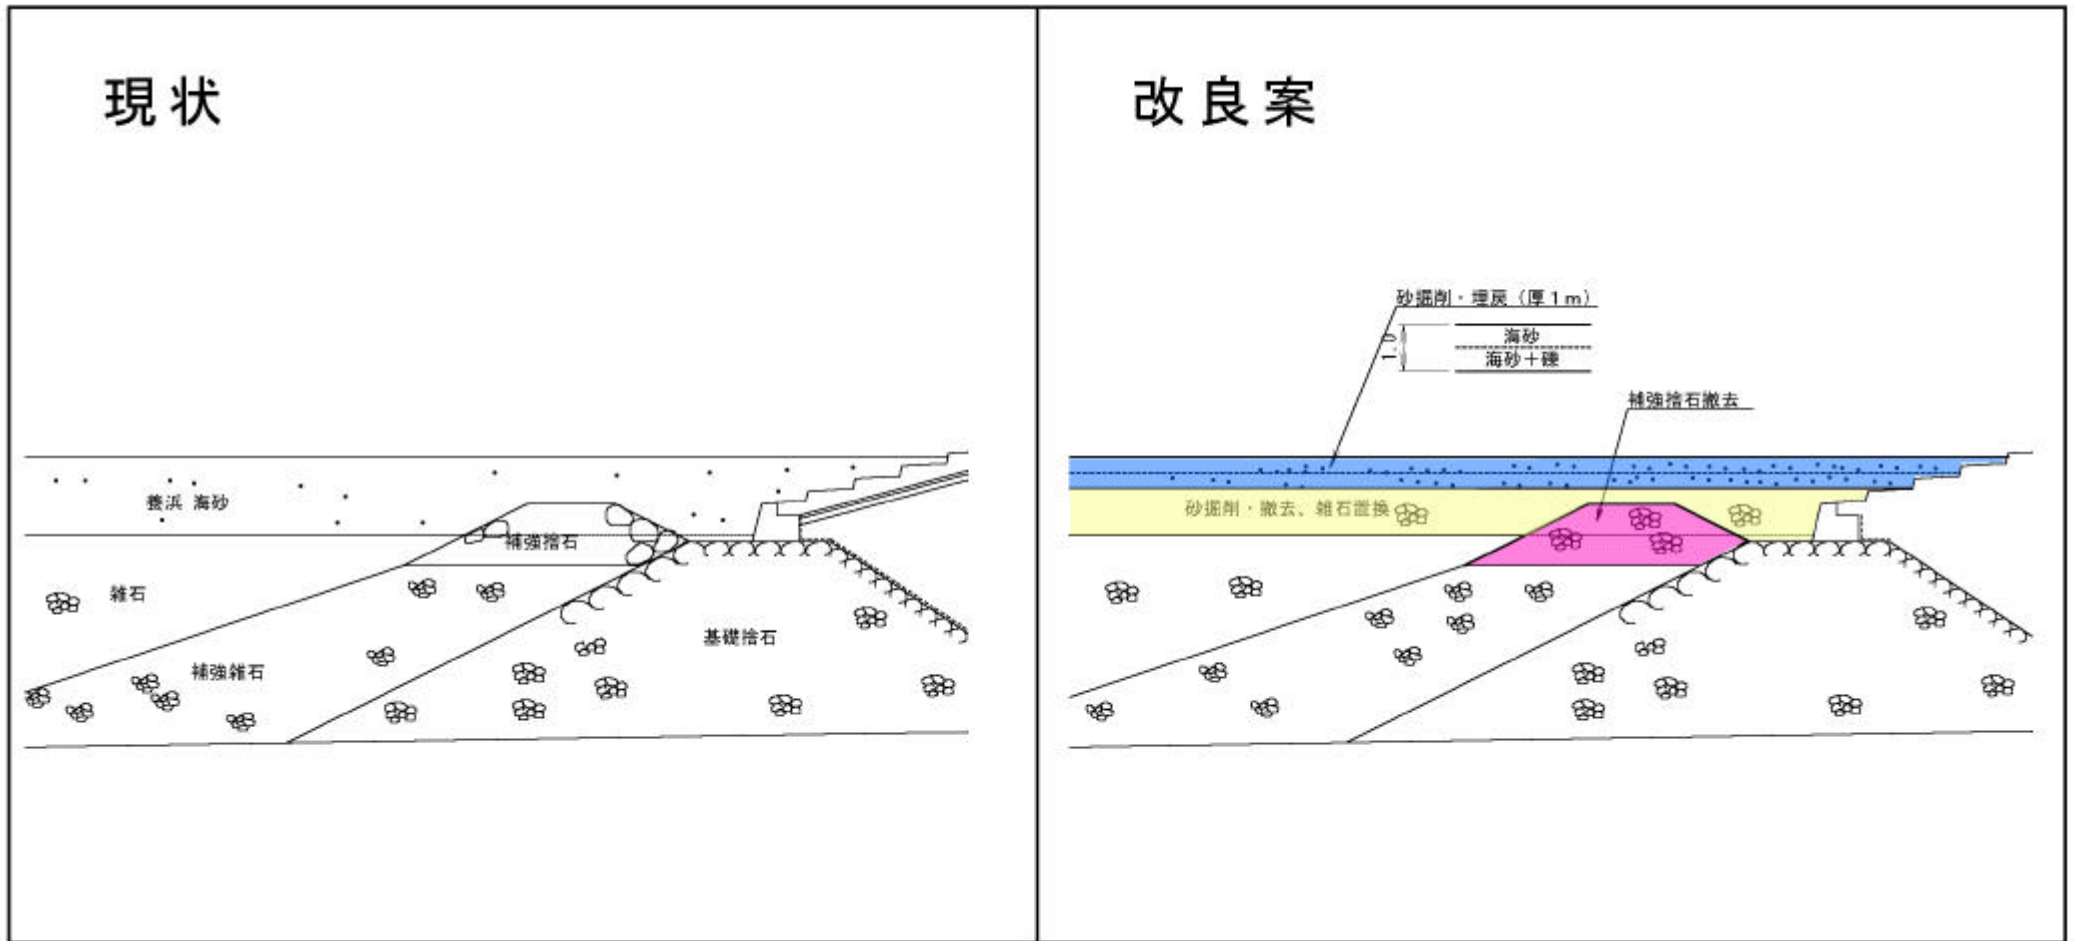 現状
養浜 海砂
補強捨石
雑石
補強雑石
基礎捨石
改良案
砂掘削・埋戻（厚１ｍ）
1.0
海砂
海砂＋礫
補強捨石撤去
砂掘削・撤去、雑石置換